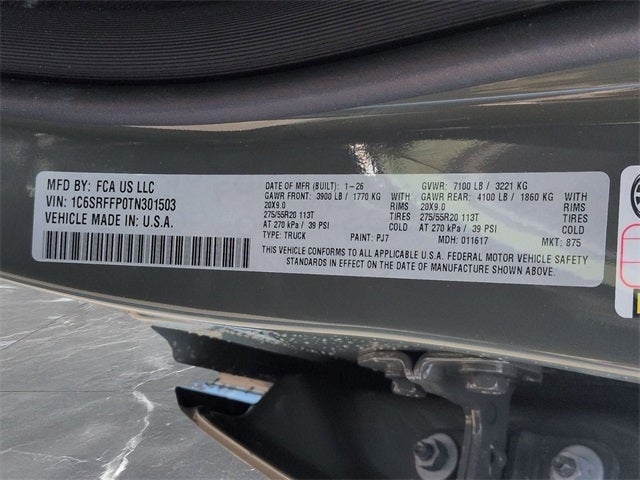 MFD BY: FCA US LLC
VIN: 1C6SRFFP0TN301503
VEHICLE MADE IN U.S.A.
DATE OF MFR (BUILT): 1-26 GVWR: 7100 LB / 3221 KG
GAWR FRONT: 3900 LB / 1770 KG WITH GAWR REAR: 4100 LB / 1860 KG WITH
20X9.0 RIMS 20X9.0 RIMS
275/55R20 113T TIRES 275/55R20 113T TIRES
AT 270 kPa / 39 PSI COLD AT 270 kPa / 39 PSI COLD
TYPE: TRUCK PAINT: PJ7 MDH: 011617 MKT: 875
THIS VEHICLE CONFORMS TO ALL APPLICABLE U.S.A. FEDERAL MOTOR VEHICLE SAFETY
STANDARDS IN EFFECT ON THE DATE OF MANUFACTURE SHOWN ABOVE.